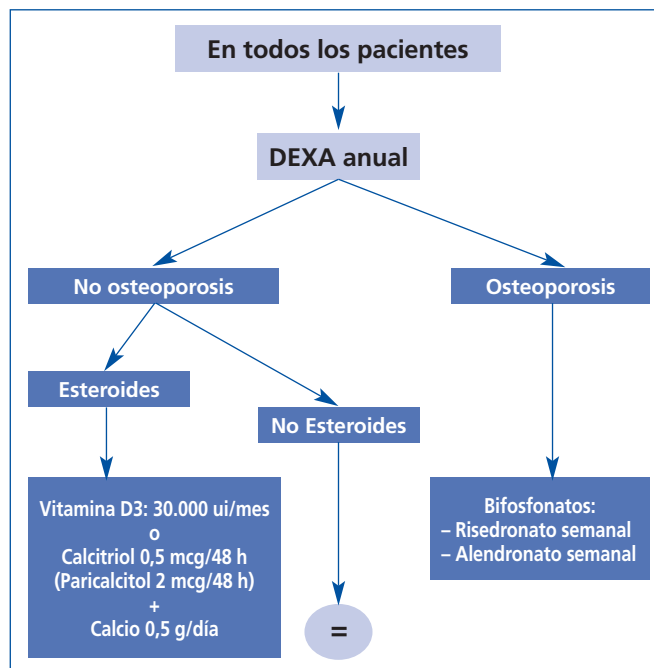 En todos los pacientes
DEXA anual
No osteoporosis
Osteoporosis
Esteroides
No Esteroides
Vitamina D3: 30.000 ui/mes
o
Calcitriol 0,5 mcg/48 h
(Paricalcitol 2 mcg/48 h)
+
Calcio 0,5 g/día
=
Bifosfonatos:
– Risedronato semanal
– Alendronato semanal